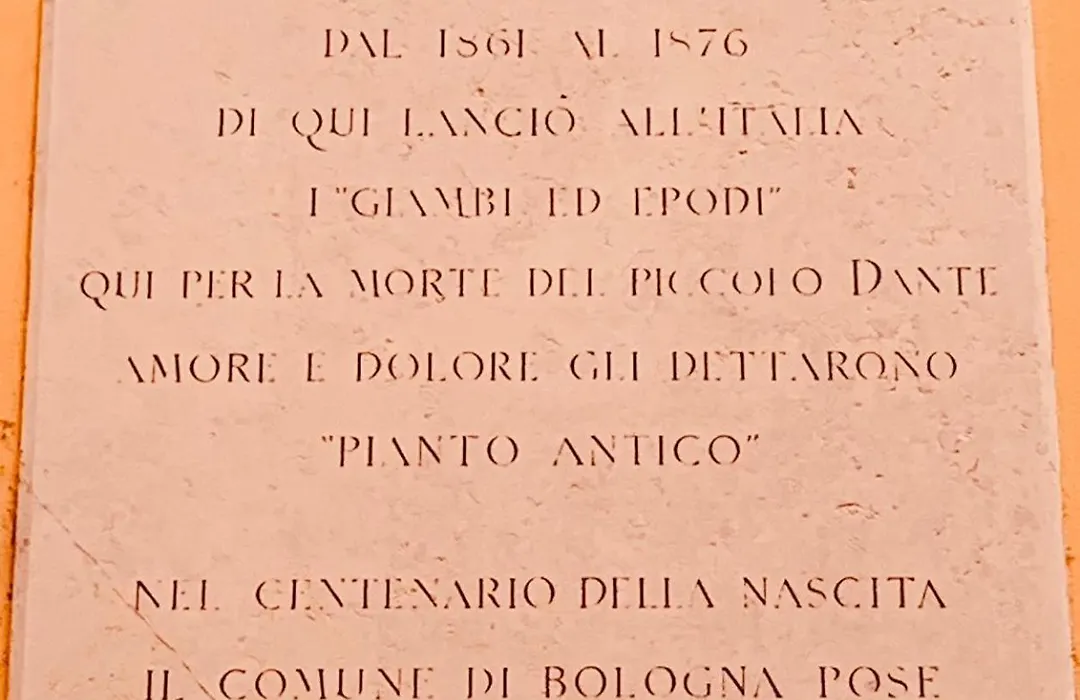 DAL 1861 AL 1876
DI QUI LANCIÒ ALL'ITALIA
I "GIAMBI ED EPODI"
QUI PER LA MORTE DEL PICCOLO DANTE
AMORE E DOLORE GLI DETTARONO
"PIANTO ANTICO"
NEL CENTENARIO DELLA NASCITA
IL COMUNE DI BOLOGNA POSE